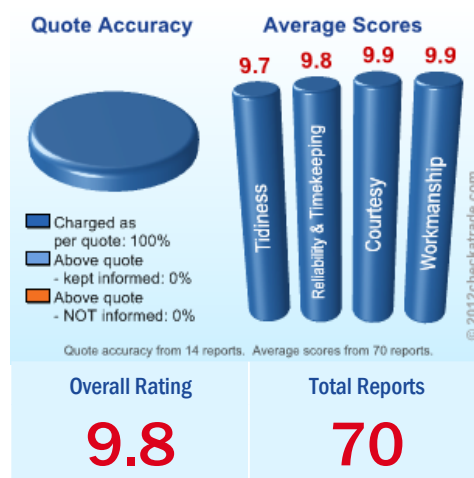 Quote Accuracy
Average Scores
9.7
9.8
9.9
9.9
Tidiness
Reliability & Timekeeping
Courtesy
Workmanship
Charged as
per quote: 100%
Above quote
- kept informed: 0%
Above quote
- NOT informed: 0%
© 2012checkatrade.com
Quote accuracy from 14 reports. Average scores from 70 reports.
Overall Rating
Total Reports
9.8
70